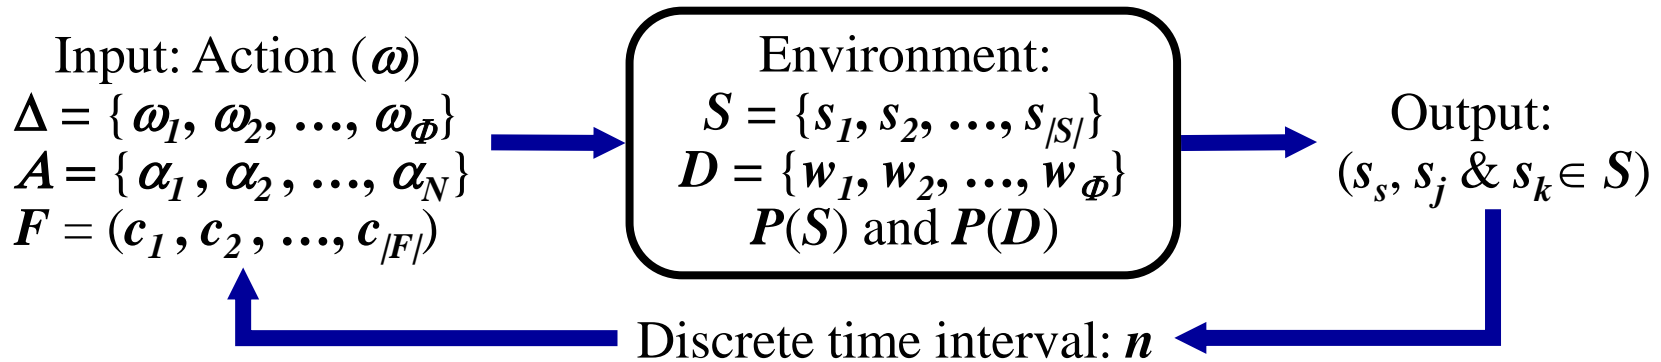 Input: Action (ω)
Δ = {ω1, ω2, …, ωΦ}
A = {α1, α2, …, αN}
F = (c1, c2, …, c|F|)
Environment:
S = {s1, s2, …, s|S|}
D = {w1, w2, …, wΦ}
P(S) and P(D)
Output:
(ss, sj & sk ∈ S)
Discrete time interval: n